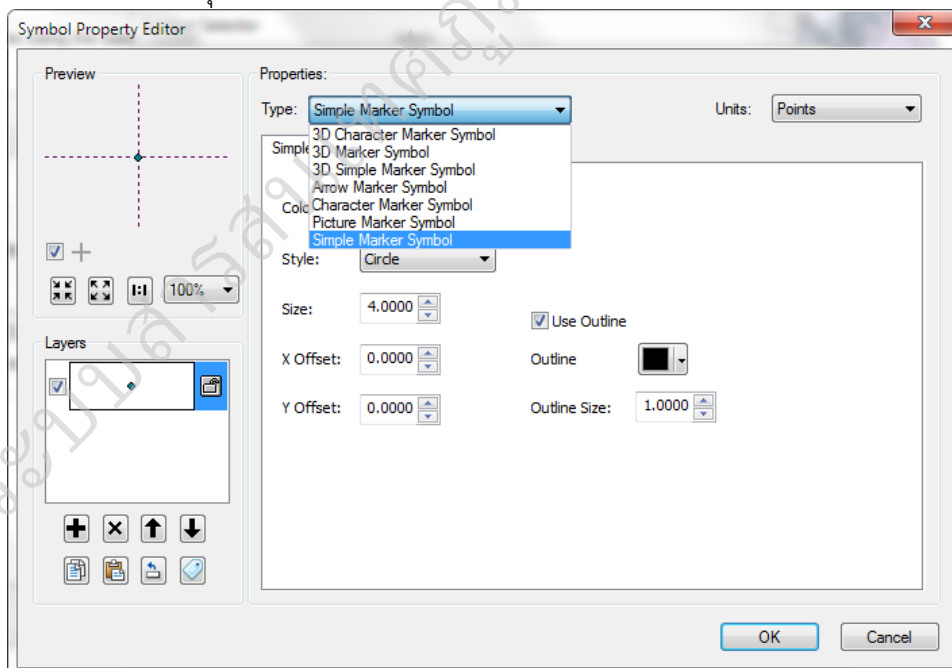 Symbol Property Editor
Preview
100%
Layers
Properties:
Type: Simple Marker Symbol
Units: Points
3D Character Marker Symbol
3D Marker Symbol
3D Simple Marker Symbol
Arrow Marker Symbol
Character Marker Symbol
Picture Marker Symbol
Simple Marker Symbol
Style: Circle
Size: 4.0000
Use Outline
X Offset: 0.0000
Outline
Y Offset: 0.0000
Outline Size: 1.0000
OK
Cancel